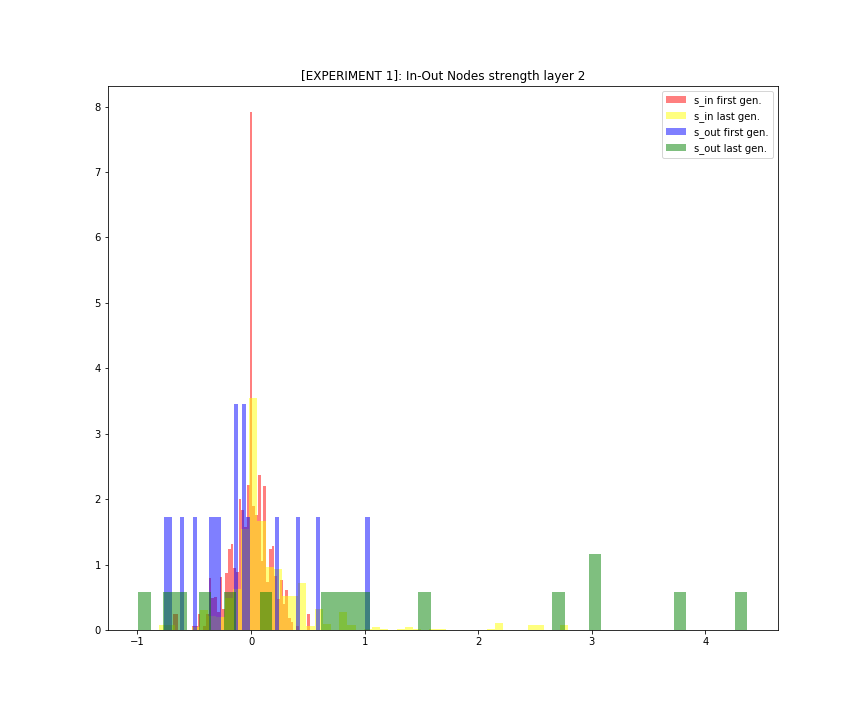 [EXPERIMENT 1]: In-Out Nodes strength layer 2
s_in first gen.
s_in last gen.
s_out first gen.
s_out last gen.
8
7
6
5
4
3
2
1
0
−1 0 1 2 3 4